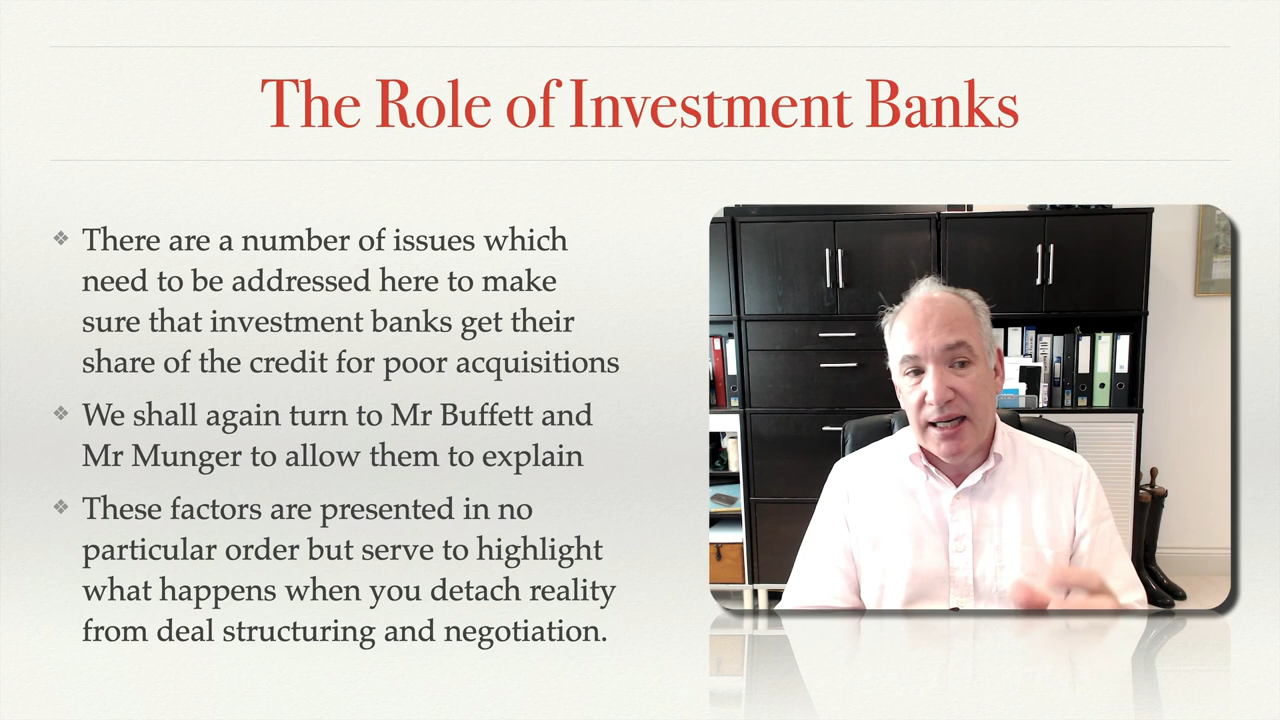 The Role of Investment Banks
There are a number of issues which
need to be addressed here to make
sure that investment banks get their
share of the credit for poor acquisitions
We shall again turn to Mr Buffett and
Mr Munger to allow them to explain
These factors are presented in no
particular order but serve to highlight
what happens when you detach reality
from deal structuring and negotiation.